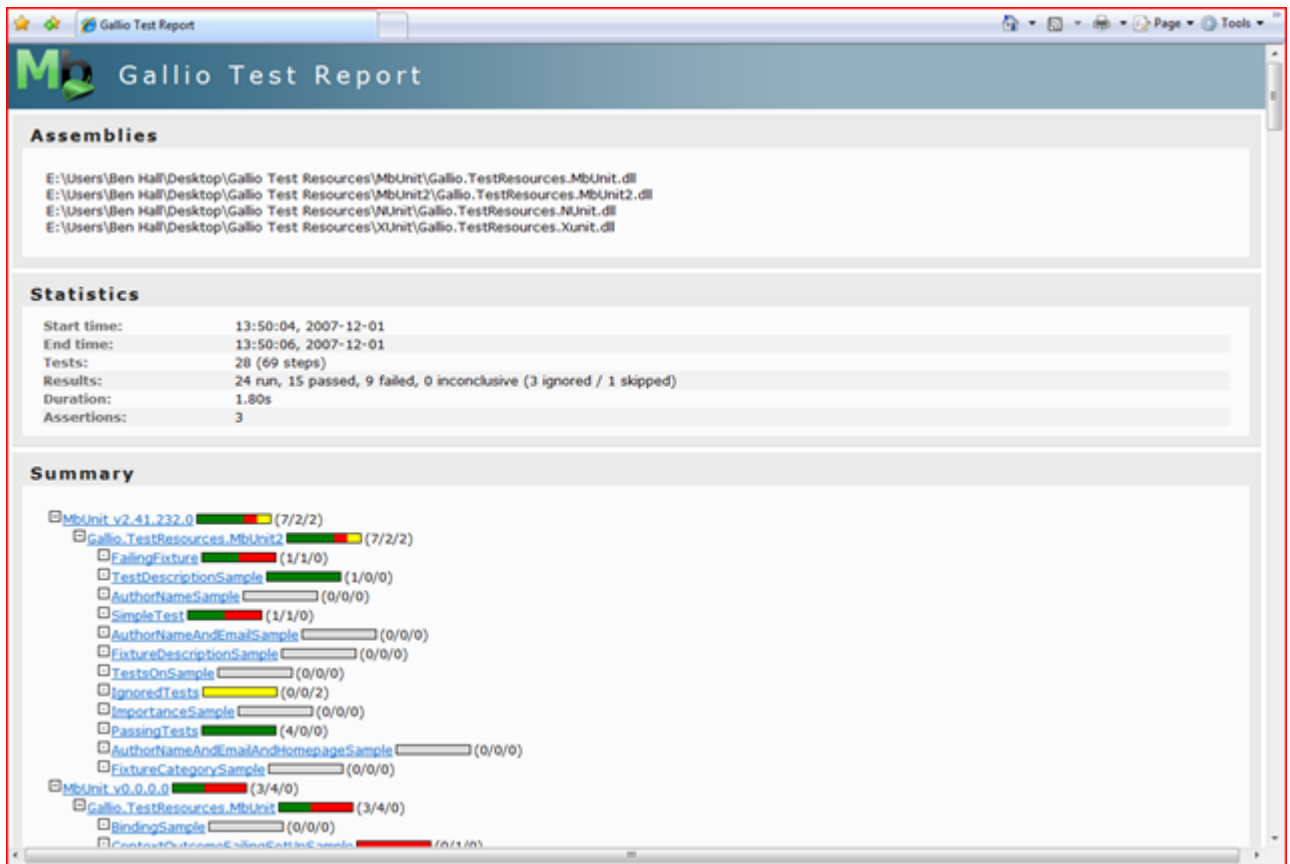 Gallio Test Report
Page
Tools
Mb Gallio Test Report
Assemblies
E:\Users\Ben Hall\Desktop\Gallio Test Resources\MbUnit\Gallio.TestResources.MbUnit.dll
E:\Users\Ben Hall\Desktop\Gallio Test Resources\MbUnit2\Gallio.TestResources.MbUnit2.dll
E:\Users\Ben Hall\Desktop\Gallio Test Resources\NUnit\Gallio.TestResources.NUnit.dll
E:\Users\Ben Hall\Desktop\Gallio Test Resources\XUnit\Gallio.TestResources.Xunit.dll
Statistics
Start time: 13:50:04, 2007-12-01
End time: 13:50:06, 2007-12-01
Tests: 28 (69 steps)
Results: 24 run, 15 passed, 9 failed, 0 inconclusive (3 ignored / 1 skipped)
Duration: 1.80s
Assertions: 3
Summary
MbUnit v2.41.232.0 (7/2/2)
Gallio.TestResources.MbUnit2 (7/2/2)
FailingFixture (1/1/0)
TestDescriptionSample (1/0/0)
AuthorNameSample (0/0/0)
SimpleTest (1/1/0)
AuthorNameAndEmailSample (0/0/0)
FixtureDescriptionSample (0/0/0)
TestsOnSample (0/0/0)
IgnoredTests (0/0/2)
ImportanceSample (0/0/0)
PassingTests (4/0/0)
AuthorNameAndEmailAndHomepageSample (0/0/0)
FixtureCategorySample (0/0/0)
MbUnit v0.0.0.0 (3/4/0)
Gallio.TestResources.MbUnit (3/4/0)
BindingSample (0/0/0)
ContextOutcomeFailingSetUpSample (0/1/0)